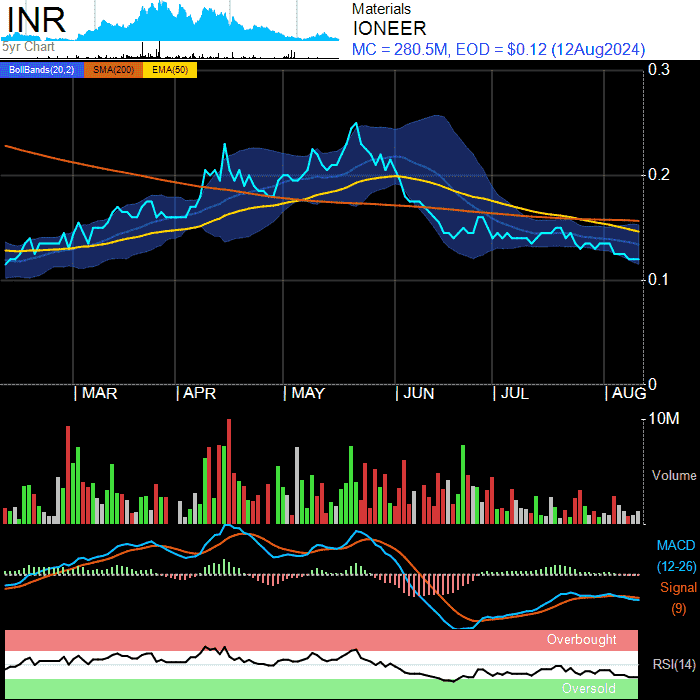 INR
5yr Chart
Materials
IONEER
MC = 280.5M, EOD = $0.12 (12Aug2024)
BollBands(20,2) SMA(200) EMA(50)
0.3
0.2
0.1
0
| MAR | APR | MAY | JUN | JUL | AUG
10M
Volume
MACD
(12-26)
Signal
(9)
Overbought
RSI(14)
Oversold